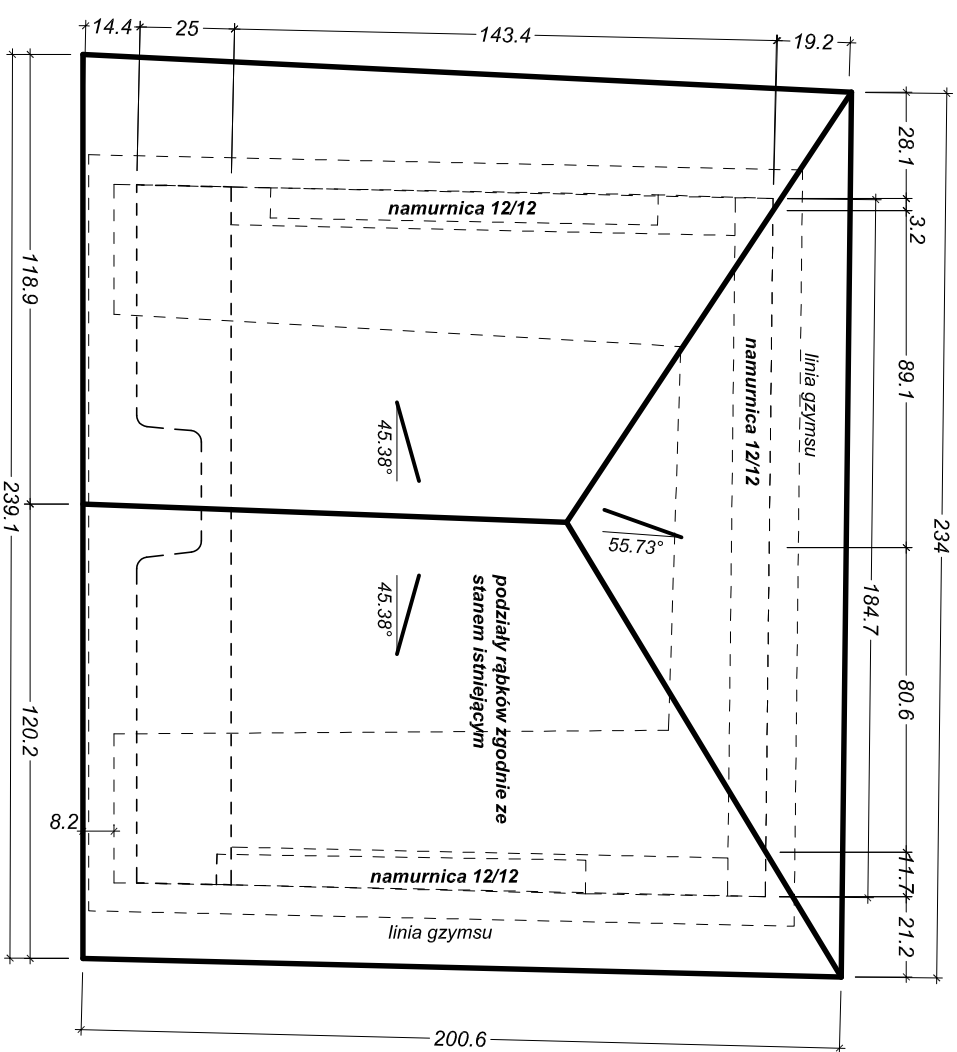 14.4
25
143.4
19.2
28.1
3.2
namurnica 12/12
118.9
239.1
namurnica 12/12
linia gzymsu
89.1
45.38°
55.73°
234
184.7
45.38°
podziały rąbków zgodnie ze
stanem istniejącym
80.6
120.2
8.2
11.7
namurnica 12/12
linia gzymsu
21.2
200.6